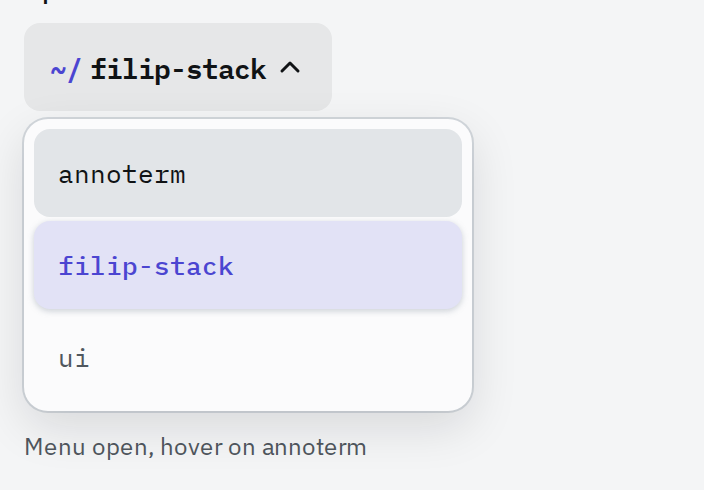 ~/ filip-stack
annoterm
filip-stack
ui
Menu open, hover on annoterm